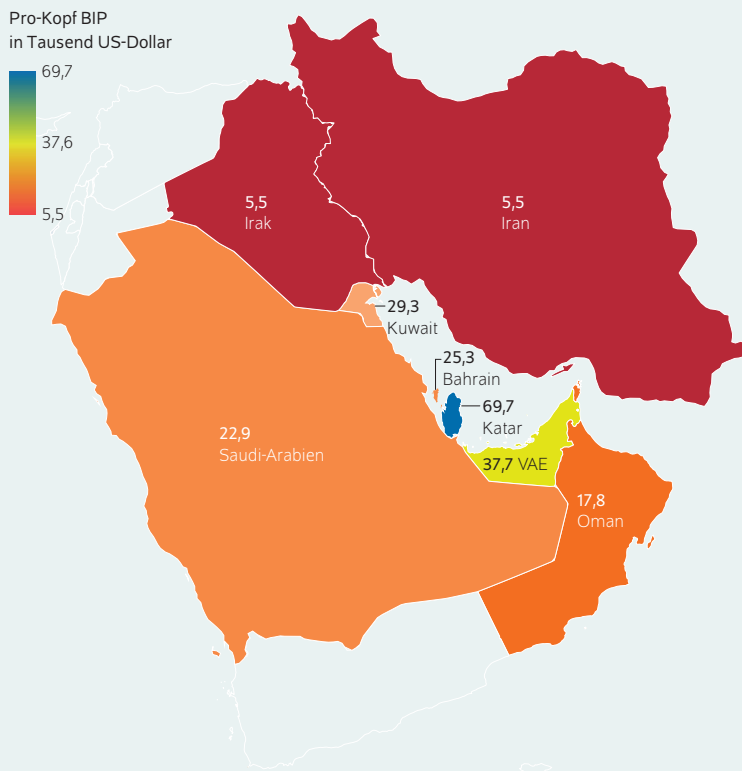 Pro-Kopf BIP
in Tausend US-Dollar
69,7
37,6
5,5
5,5
Irak
5,5
Iran
29,3
Kuwait
25,3
Bahrain
69,7
Katar
22,9
Saudi-Arabien
37,7 VAE
17,8
Oman